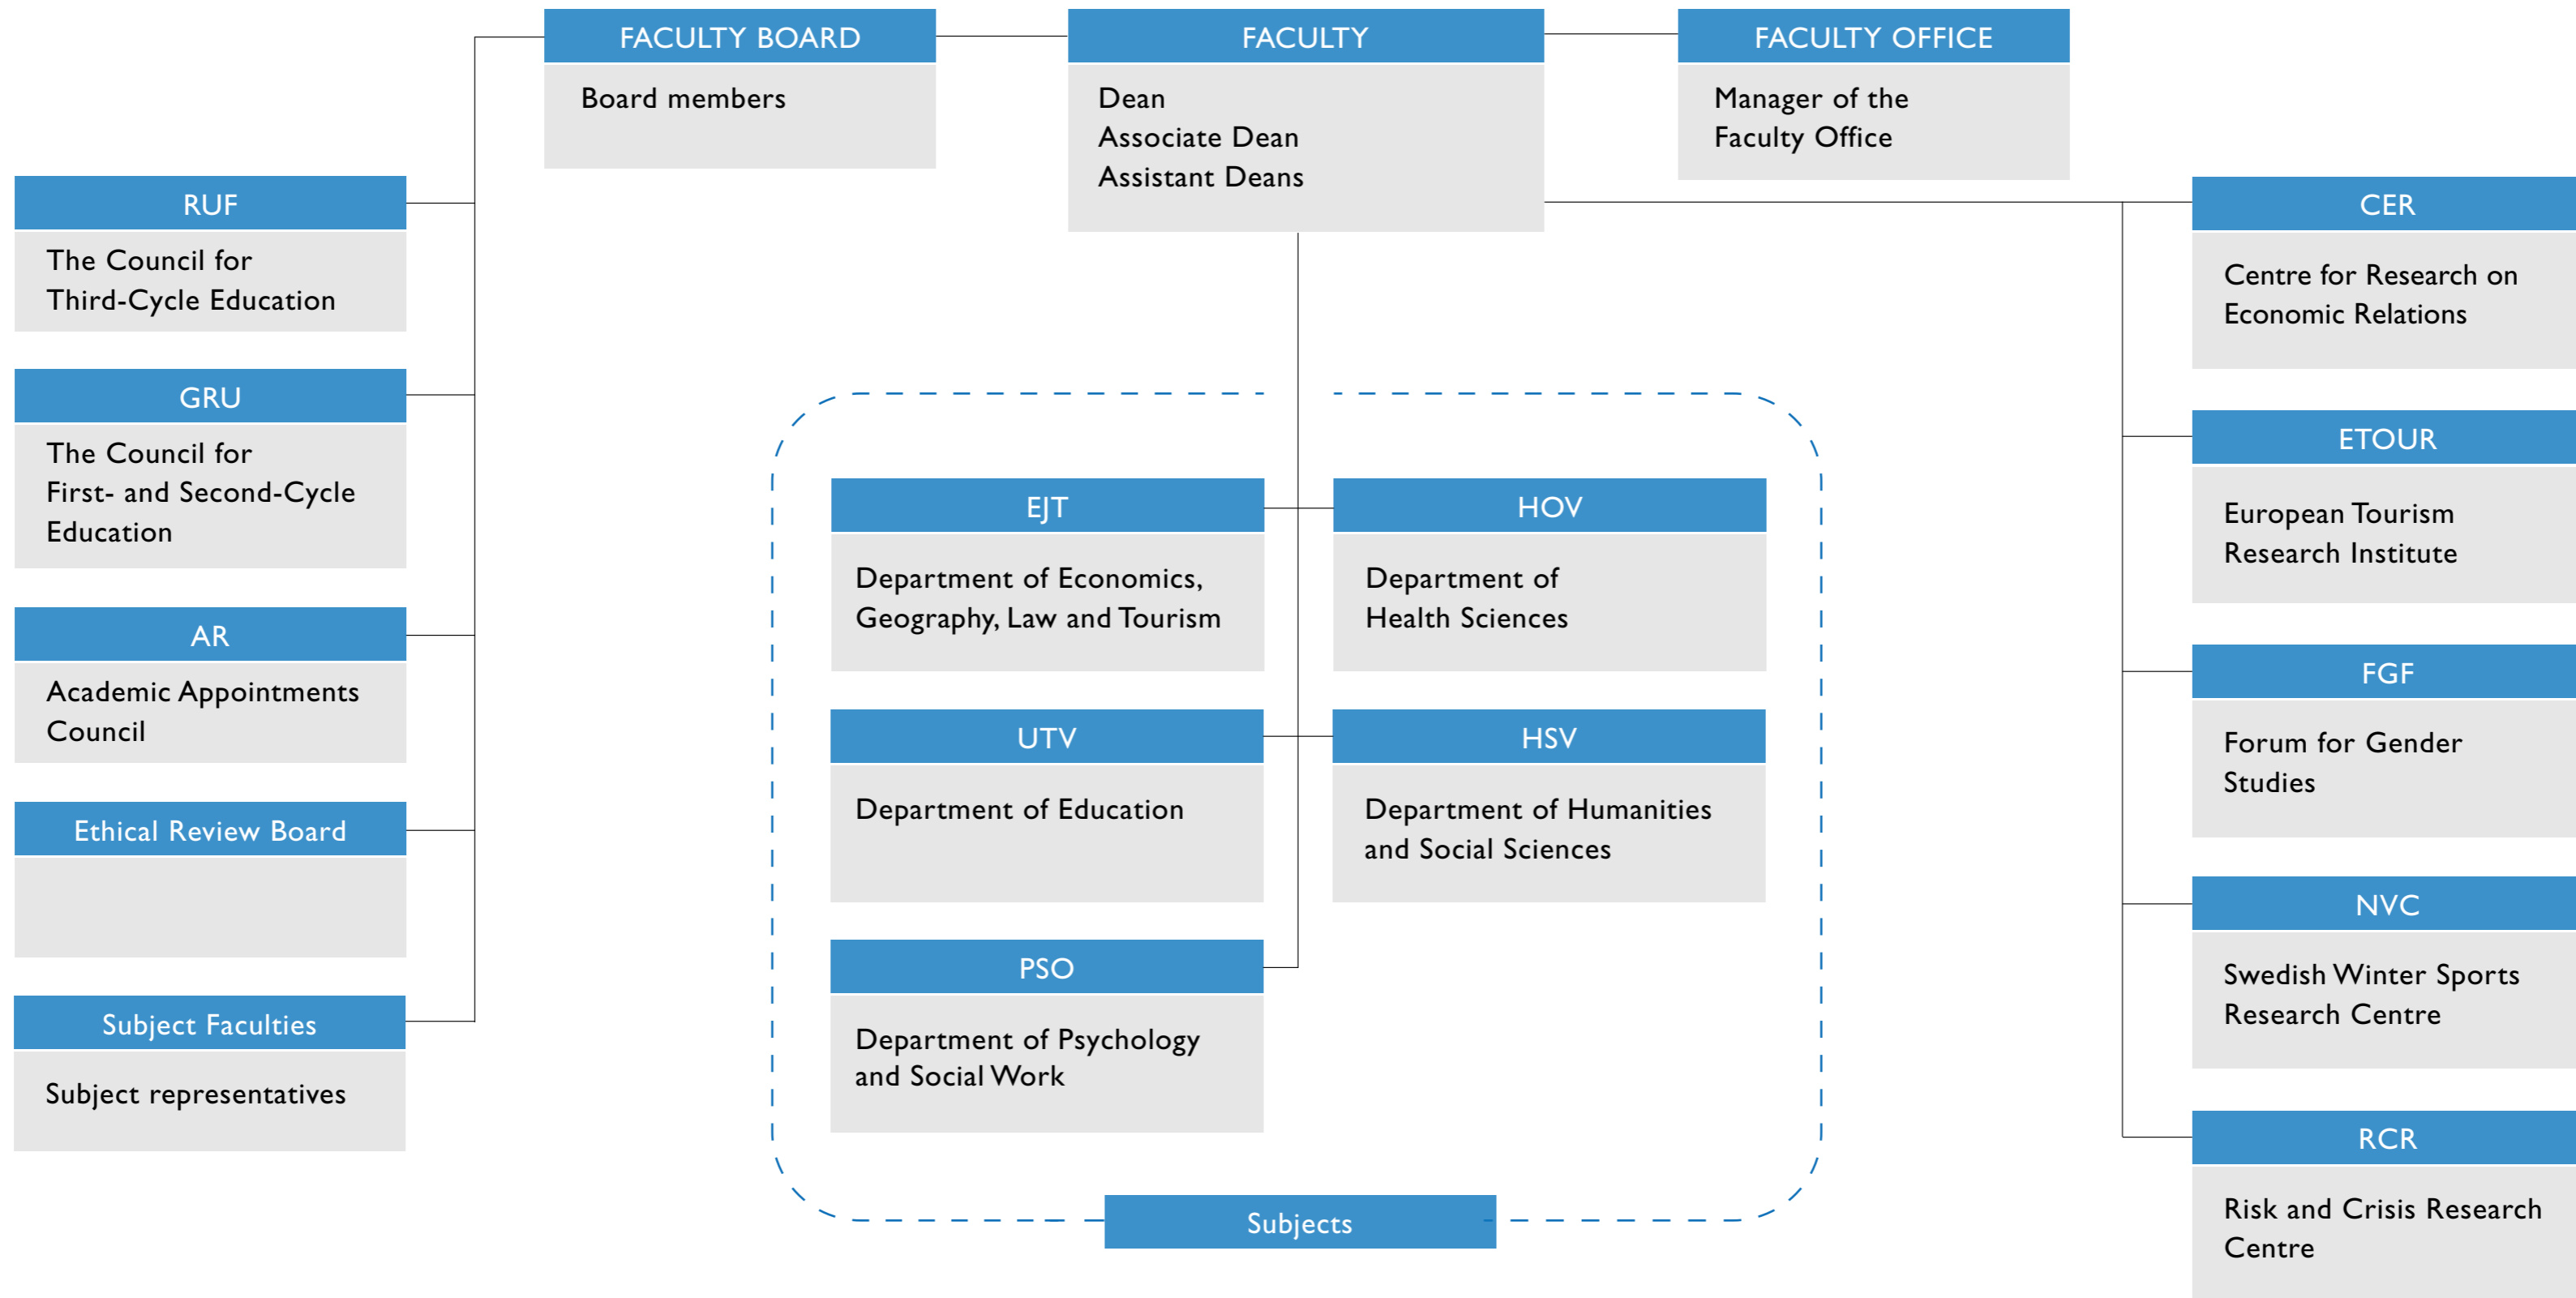 FACULTY BOARD
Board members
FACULTY
Dean
Associate Dean
Assistant Deans
FACULTY OFFICE
Manager of the
Faculty Office
RUF
The Council for
Third-Cycle Education
GRU
The Council for
First- and Second-Cycle
Education
AR
Academic Appointments
Council
Ethical Review Board
Subject Faculties
Subject representatives
EJT
Department of Economics,
Geography, Law and Tourism
HOV
Department of
Health Sciences
UTV
Department of Education
HSV
Department of Humanities
and Social Sciences
PSO
Department of Psychology
and Social Work
Subjects
CER
Centre for Research on
Economic Relations
ETOUR
European Tourism
Research Institute
FGF
Forum for Gender
Studies
NVC
Swedish Winter Sports
Research Centre
RCR
Risk and Crisis Research
Centre